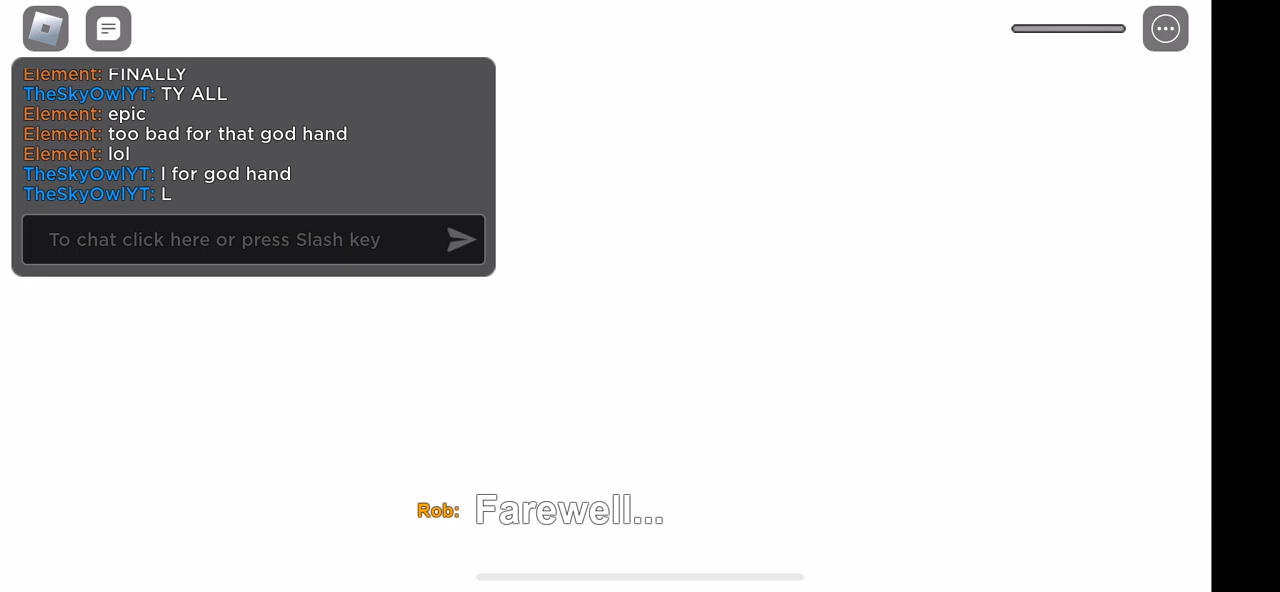 Element: FINALLY
TheSkyOwlYT: TY ALL
Element: epic
Element: too bad for that god hand
Element: lol
TheSkyOwlYT: l for god hand
TheSkyOwlYT: L
To chat click here or press Slash key
Rob: Farewell...